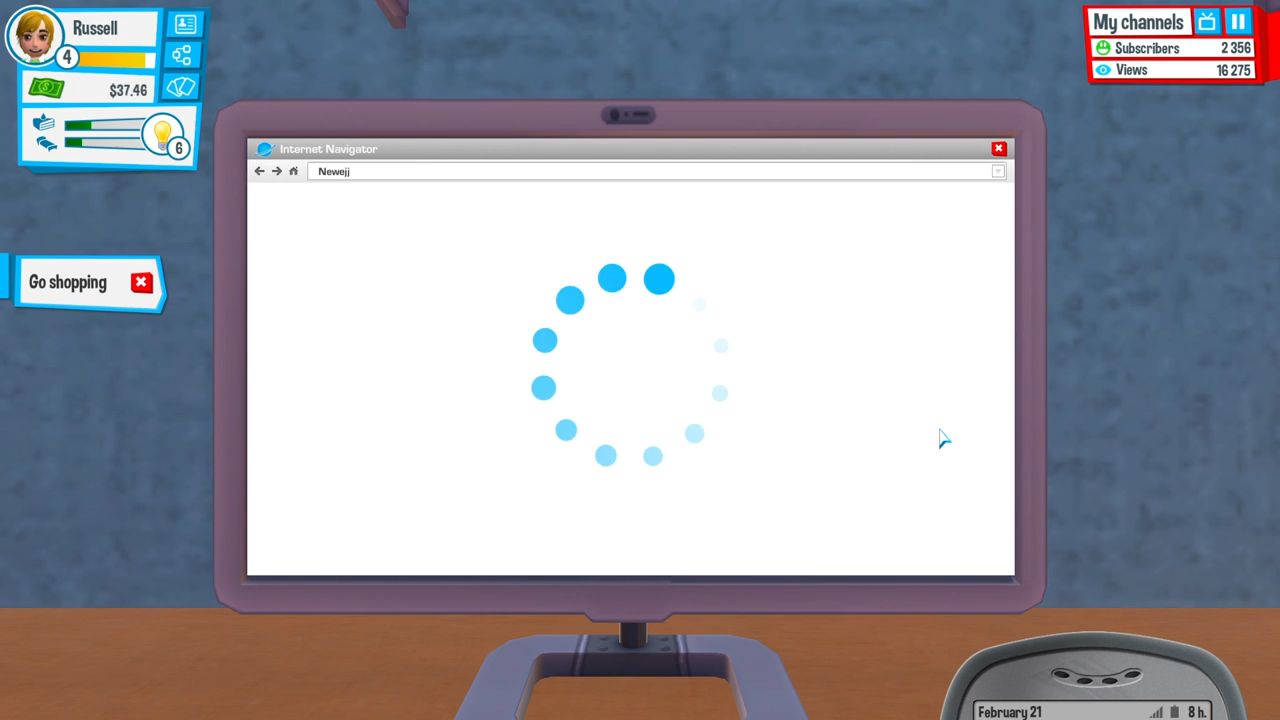 Russell
4
$37.46
6
Go shopping
My channels
Subscribers 2 356
Views 16 275
Internet Navigator
Newejj
February 21 8 h.